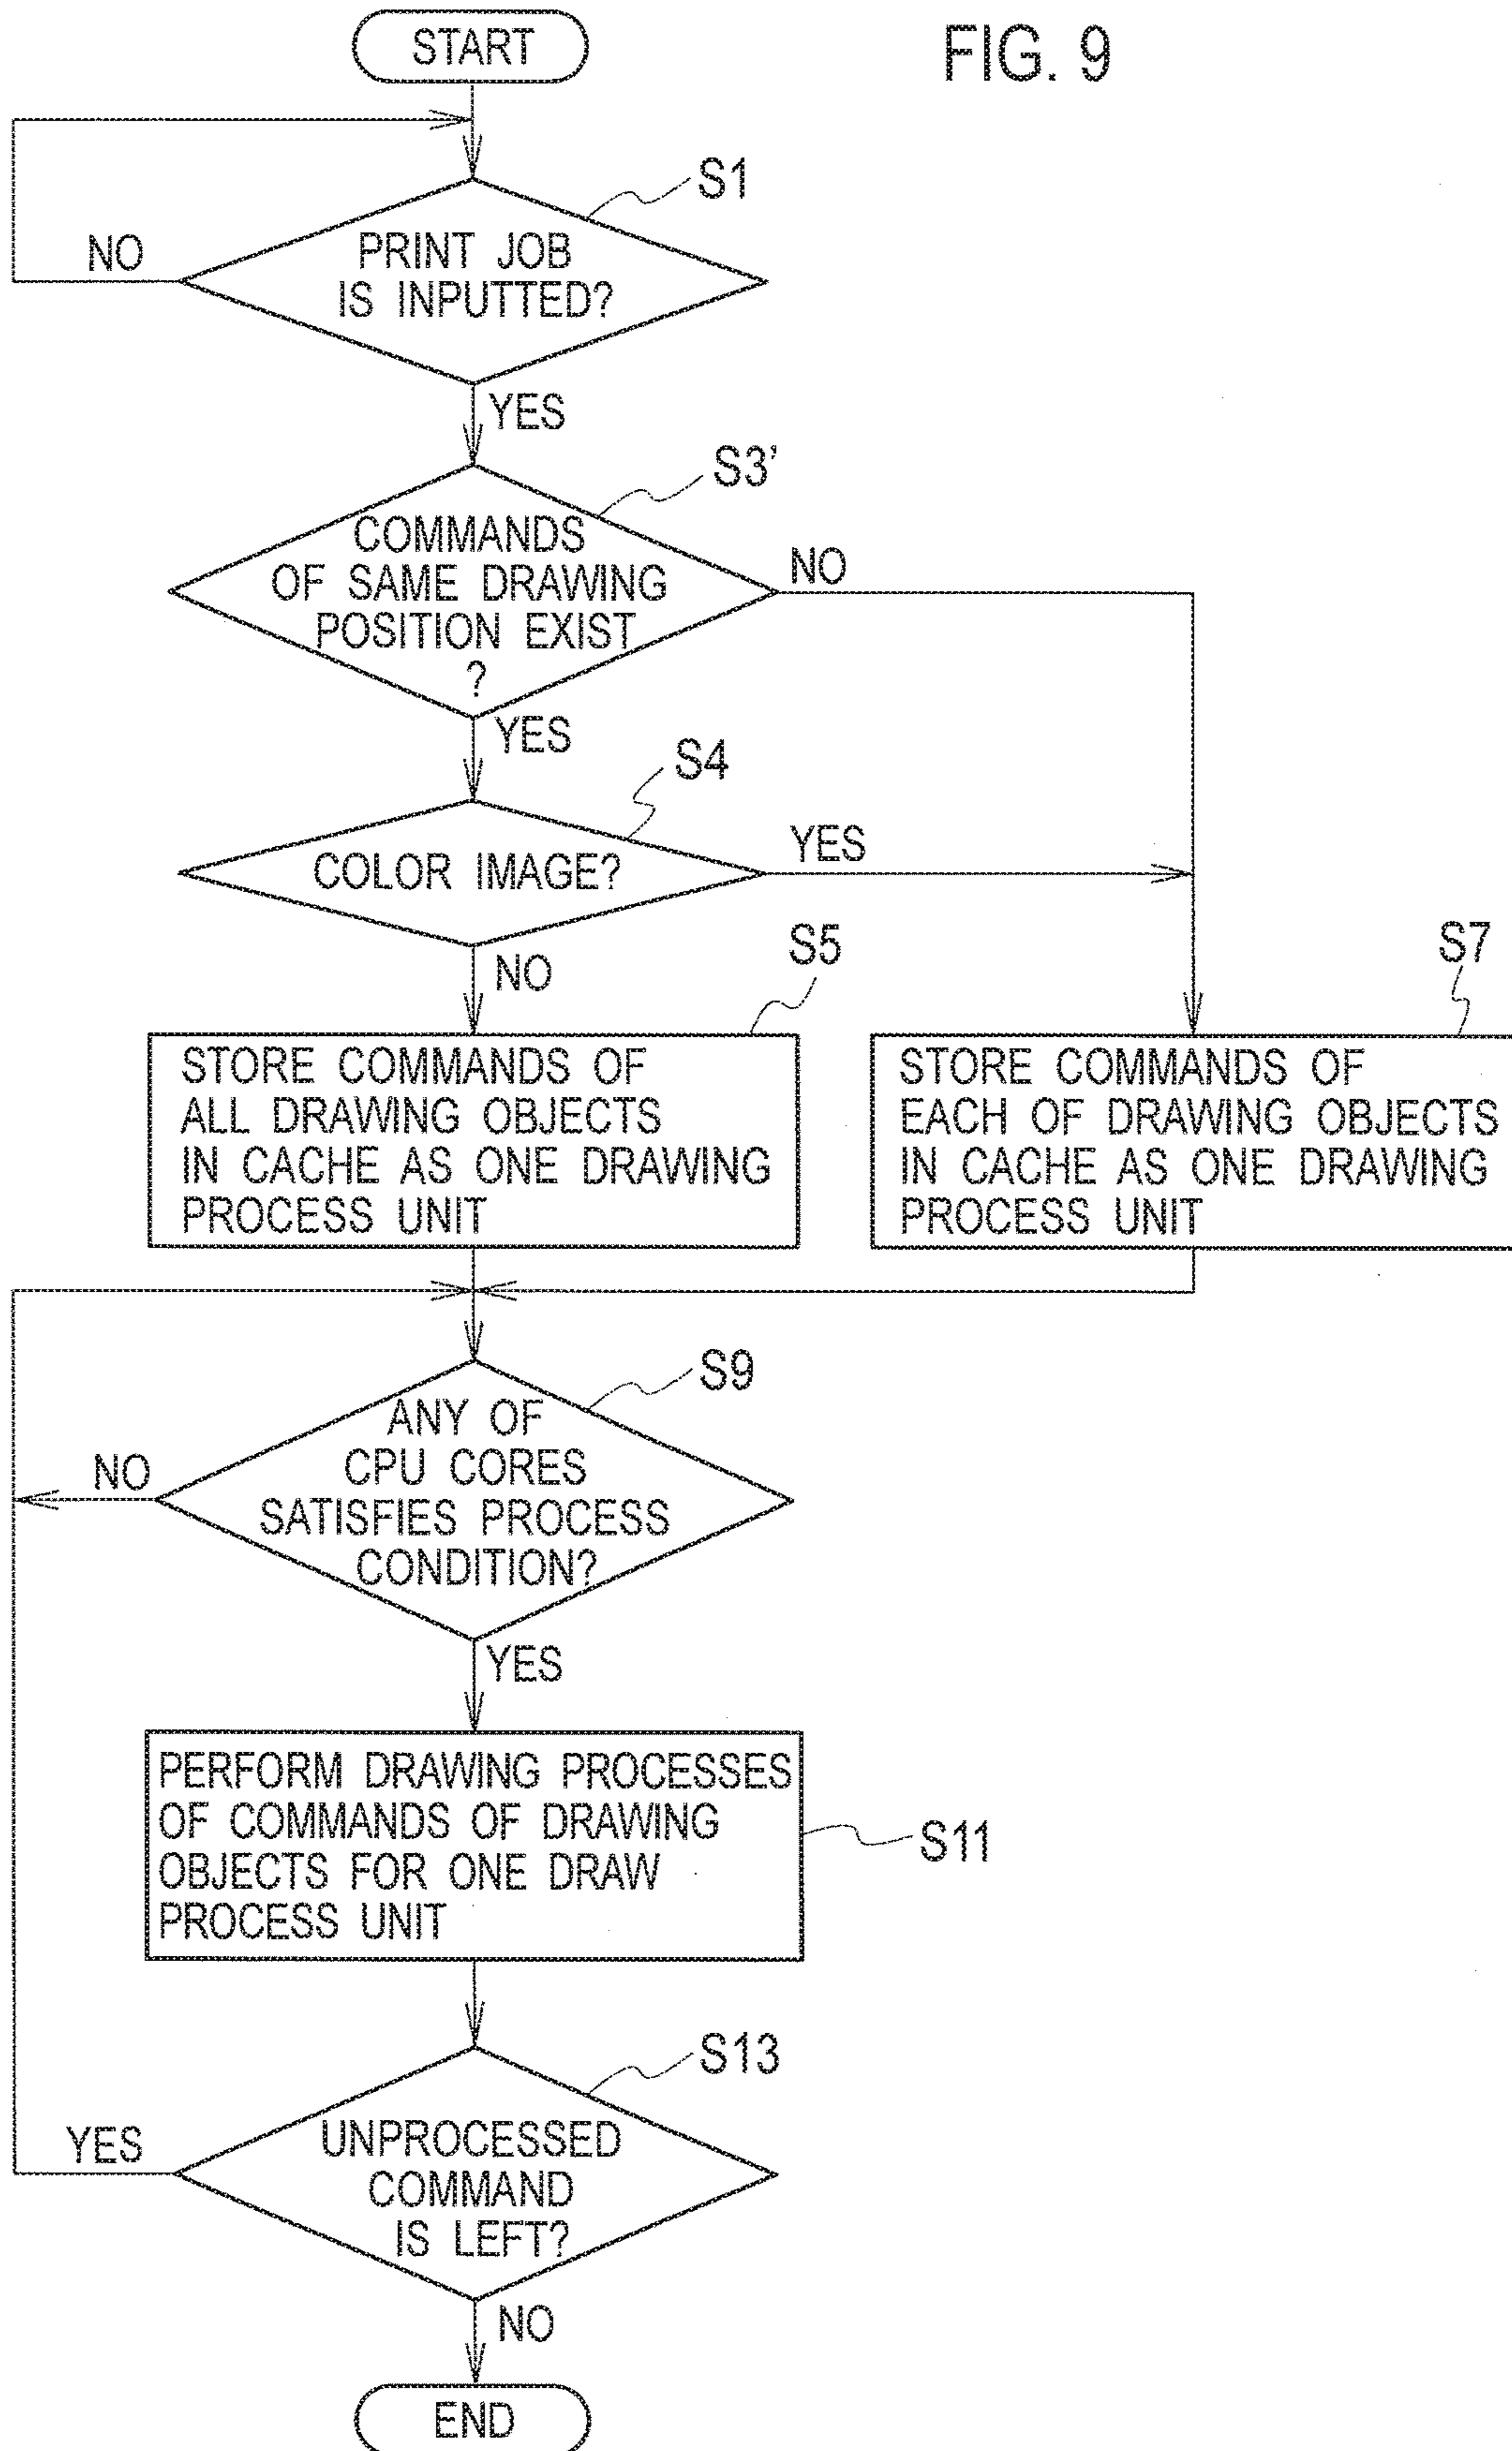 START
FIG. 9
S1
NO
PRINT JOB
IS INPUTTED?
YES
S3'
COMMANDS
OF SAME DRAWING
POSITION EXIST
?
NO
YES
S4
COLOR IMAGE?
YES
NO
S5
S7
STORE COMMANDS OF
ALL DRAWING OBJECTS
IN CACHE AS ONE DRAWING
PROCESS UNIT
STORE COMMANDS OF
EACH OF DRAWING OBJECTS
IN CACHE AS ONE DRAWING
PROCESS UNIT
S9
ANY OF
CPU CORES
SATISFIES PROCESS
CONDITION?
NO
YES
PERFORM DRAWING PROCESSES
OF COMMANDS OF DRAWING
OBJECTS FOR ONE DRAW
PROCESS UNIT
S11
S13
UNPROCESSED
COMMAND
IS LEFT?
YES
NO
END